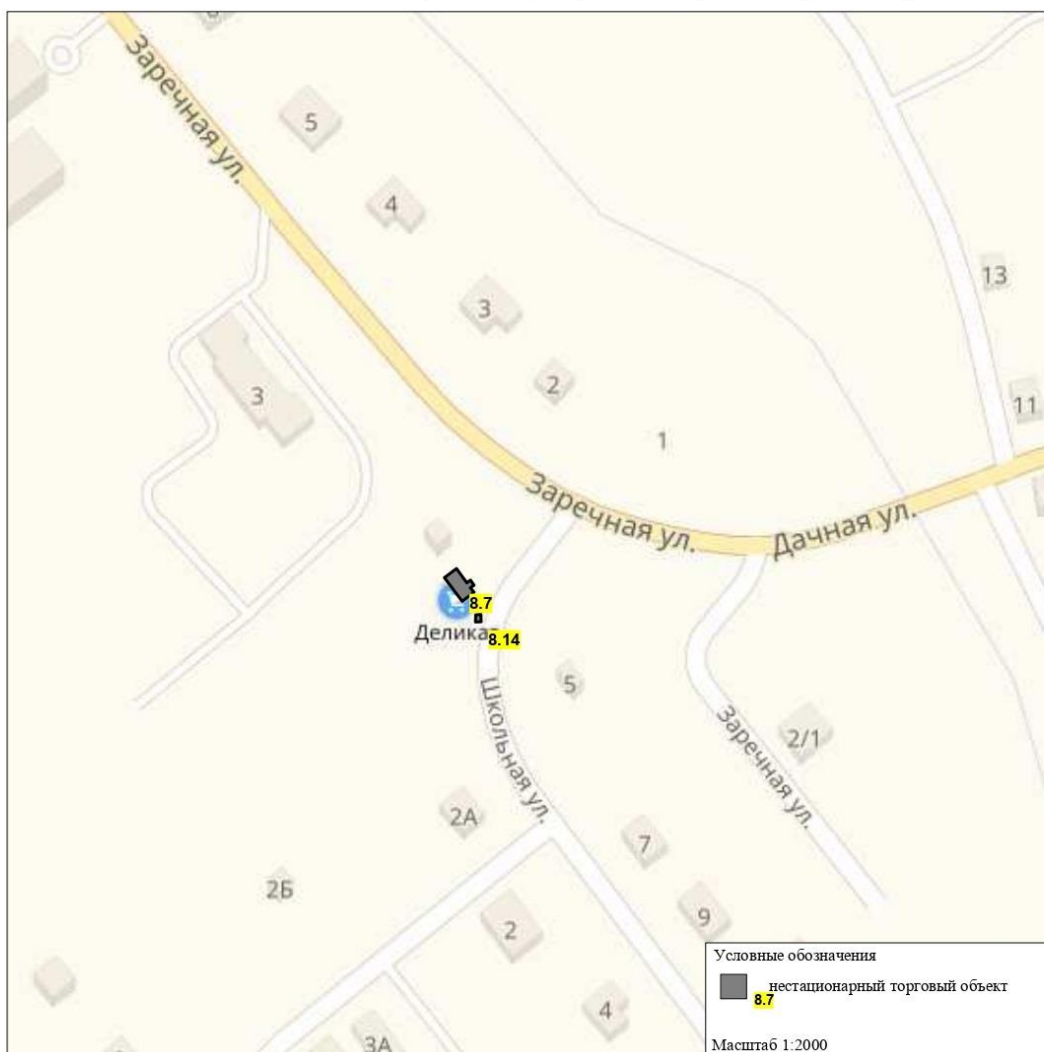 Заречная ул.
5
4
3
13
2
3
11
1
Заречная ул.
Дачная ул.
8.7
Делика
8.14
5
Школьная ул.
Заречная ул.
2/1
2А
7
2Б
9
2
Условные обозначения
нестационарный торговый объект
8.7
4
3А
Масштаб 1:2000